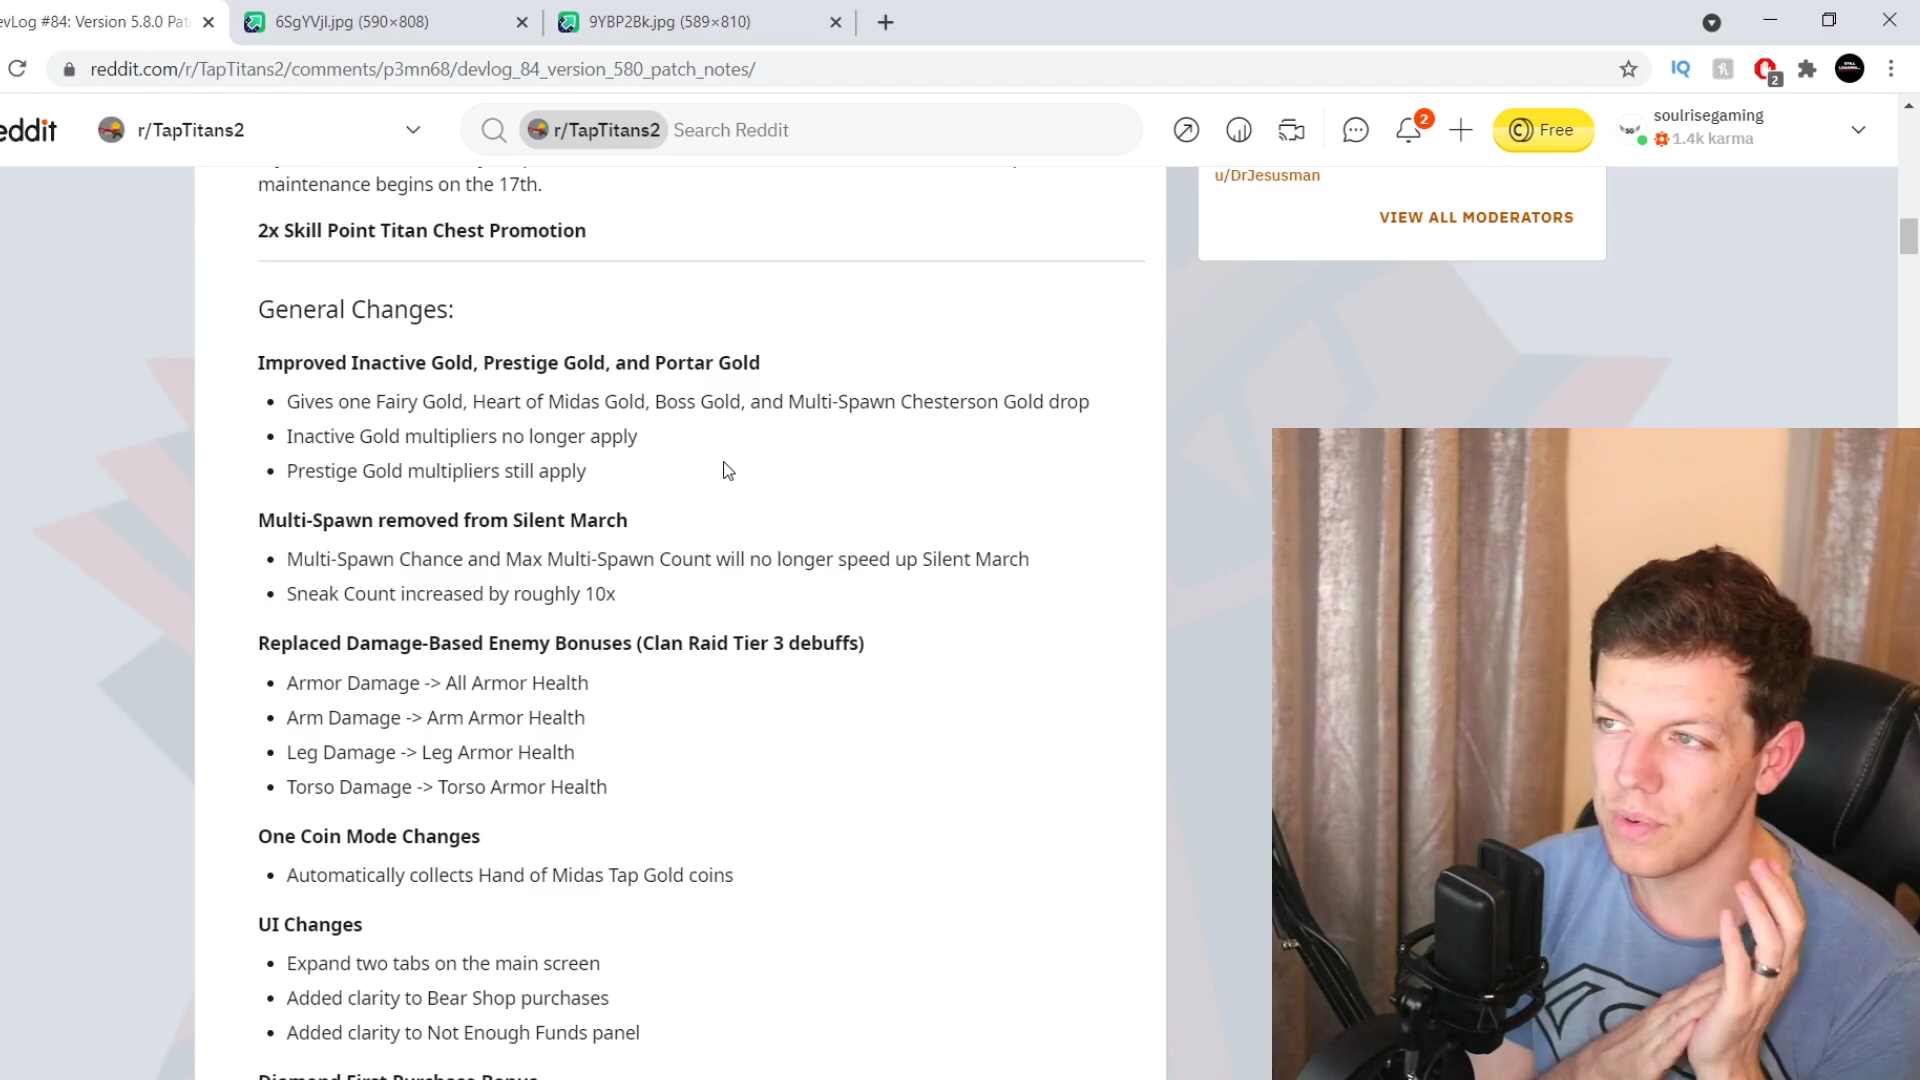 evLog #84: Version 5.8.0 Pat
6SgYVjl.jpg (590×808)
9YBP2Bk.jpg (589×810)
reddit.com/r/TapTitans2/comments/p3mn68/devlog_84_version_580_patch_notes/
IQ
2
eddit
r/TapTitans2
r/TapTitans2 Search Reddit
2
Free
soulrisegaming
1.4k karma
maintenance begins on the 17th.
2x Skill Point Titan Chest Promotion
u/DrJesusman
VIEW ALL MODERATORS
General Changes:
Improved Inactive Gold, Prestige Gold, and Portar Gold
• Gives one Fairy Gold, Heart of Midas Gold, Boss Gold, and Multi-Spawn Chesterson Gold drop
• Inactive Gold multipliers no longer apply
• Prestige Gold multipliers still apply
Multi-Spawn removed from Silent March
• Multi-Spawn Chance and Max Multi-Spawn Count will no longer speed up Silent March
• Sneak Count increased by roughly 10x
Replaced Damage-Based Enemy Bonuses (Clan Raid Tier 3 debuffs)
• Armor Damage -> All Armor Health
• Arm Damage -> Arm Armor Health
• Leg Damage -> Leg Armor Health
• Torso Damage -> Torso Armor Health
One Coin Mode Changes
• Automatically collects Hand of Midas Tap Gold coins
UI Changes
• Expand two tabs on the main screen
• Added clarity to Bear Shop purchases
• Added clarity to Not Enough Funds panel
Diamond First Purchase Bonus